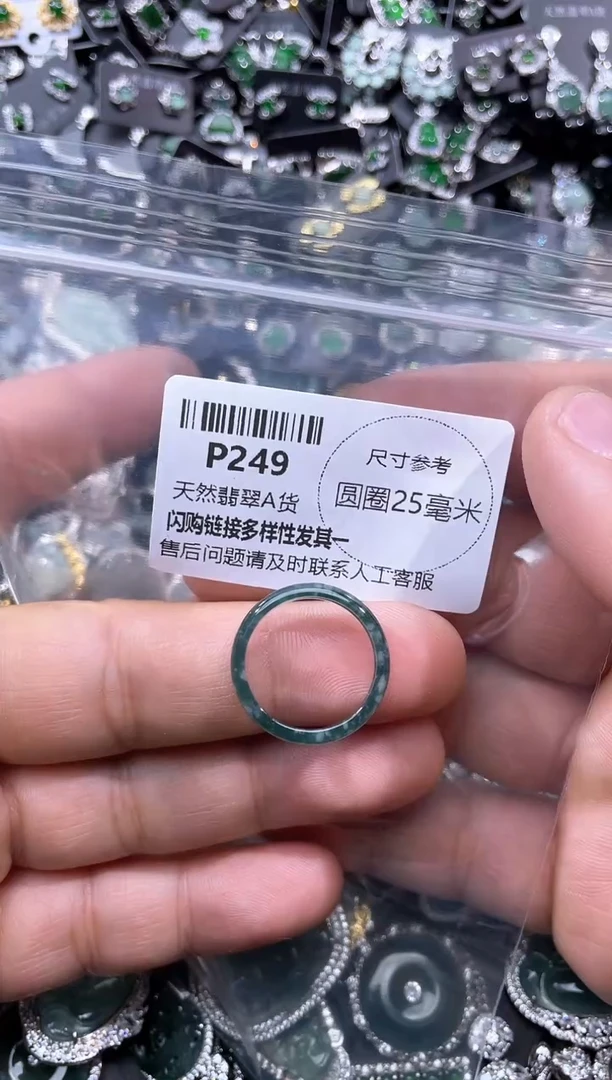 P249
天然翡翠A货
闪购链接多样性发其一
售后问题请及时联系人工客服
尺寸参考
圆圈25毫米